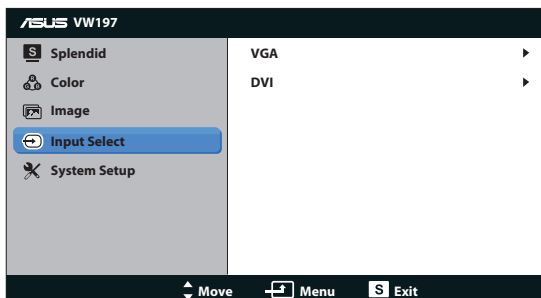 ASUS VW197
S Splendid
Color
Image
Input Select
System Setup
VGA
DVI
Move Menu S Exit